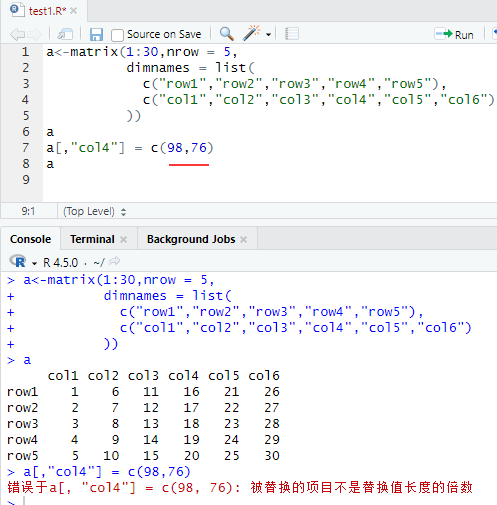 test1.R*
Source on Save
Run
1 a<-matrix(1:30,nrow = 5,
2 dimnames = list(
3 c("row1","row2","row3","row4","row5"),
4 c("col1","col2","col3","col4","col5","col6")
5 ))
6 a
7 a[,"col4"] = c(98,76)
8 a
9
9:1 (Top Level)
Console Terminal Background Jobs
R R 4.5.0 · ~/
> a<-matrix(1:30,nrow = 5,
+ dimnames = list(
+ c("row1","row2","row3","row4","row5"),
+ c("col1","col2","col3","col4","col5","col6")
+ ))
> a
col1 col2 col3 col4 col5 col6
row1 1 6 11 16 21 26
row2 2 7 12 17 22 27
row3 3 8 13 18 23 28
row4 4 9 14 19 24 29
row5 5 10 15 20 25 30
> a[,"col4"] = c(98,76)
错误于a[, "col4"] = c(98, 76): 被替换的项目不是替换值长度的倍数
>